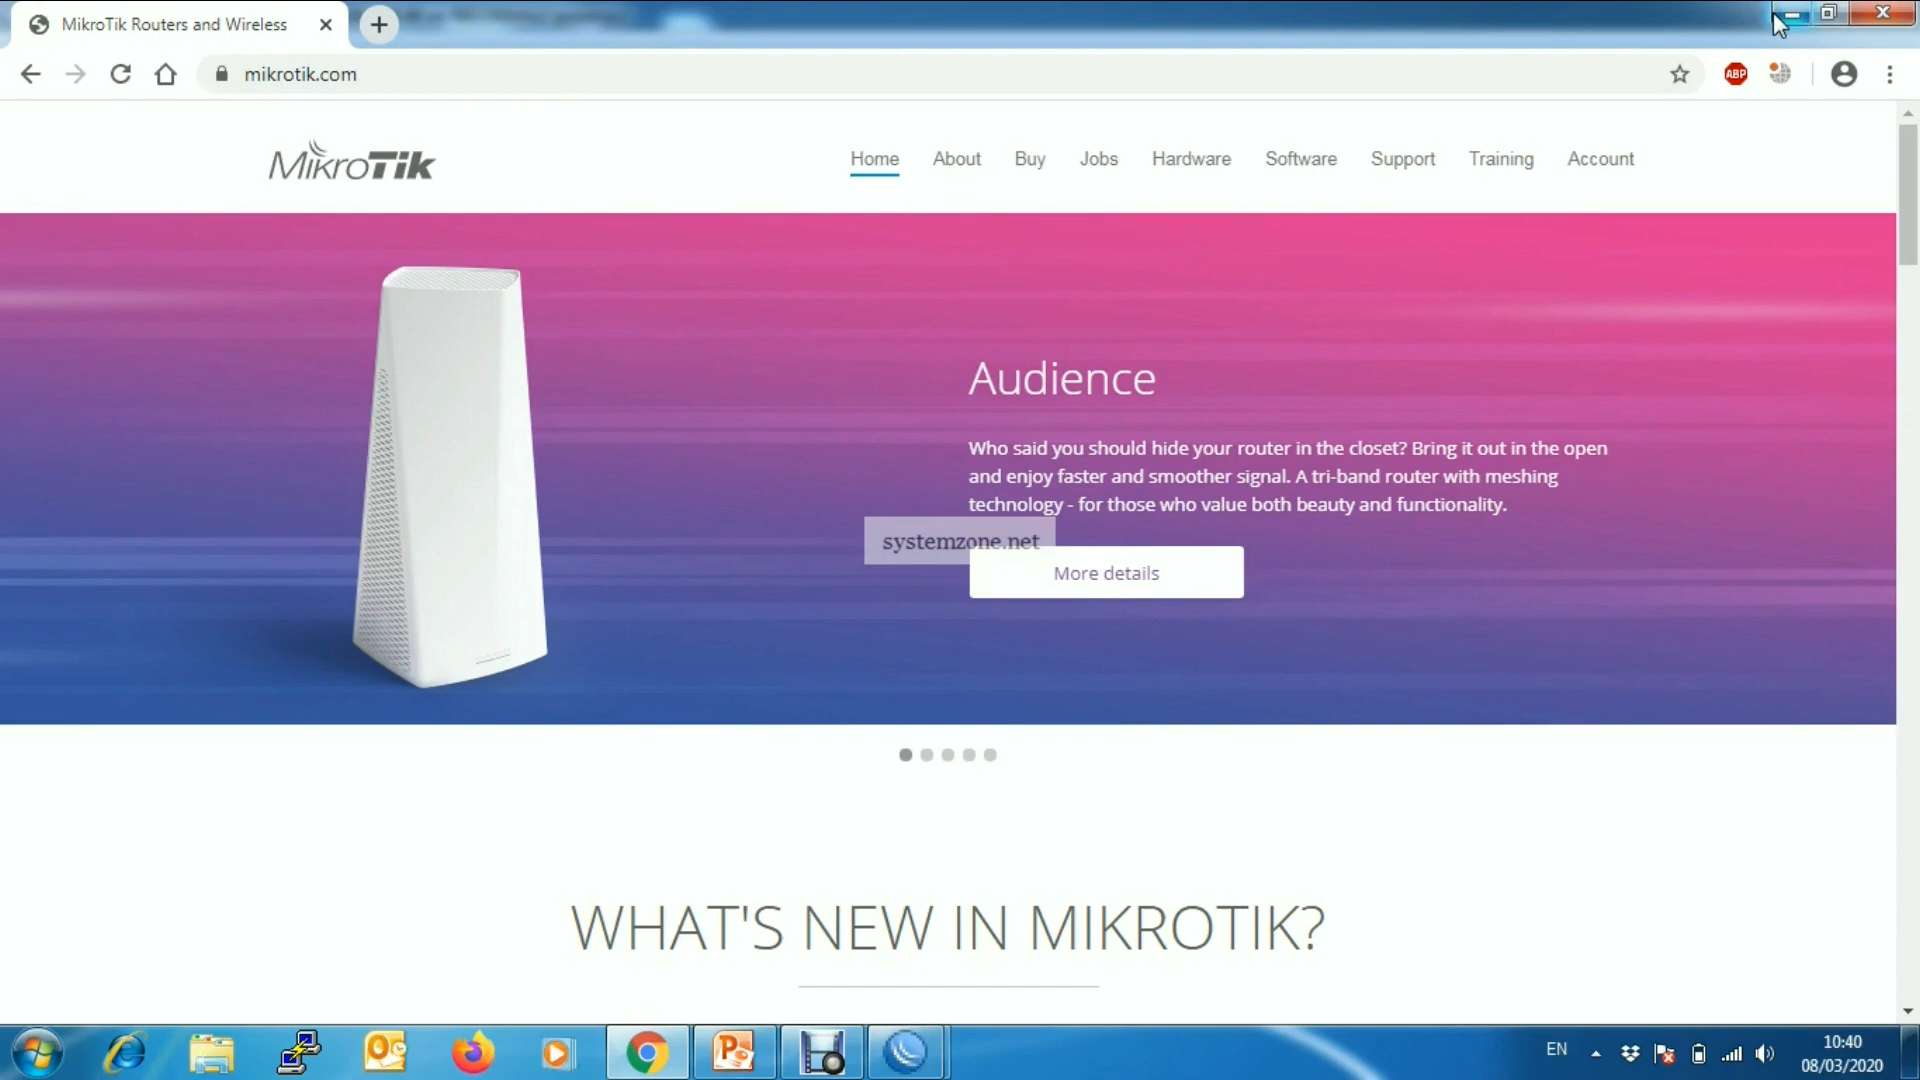 MikroTik Routers and Wireless
mikrotik.com
ABP
MikroTik
Home About Buy Jobs Hardware Software Support Training Account
Audience
Who said you should hide your router in the closet? Bring it out in the open
and enjoy faster and smoother signal. A tri-band router with meshing
technology - for those who value both beauty and functionality.
systemzone.net
More details
WHAT'S NEW IN MIKROTIK?
EN
10:40
08/03/2020